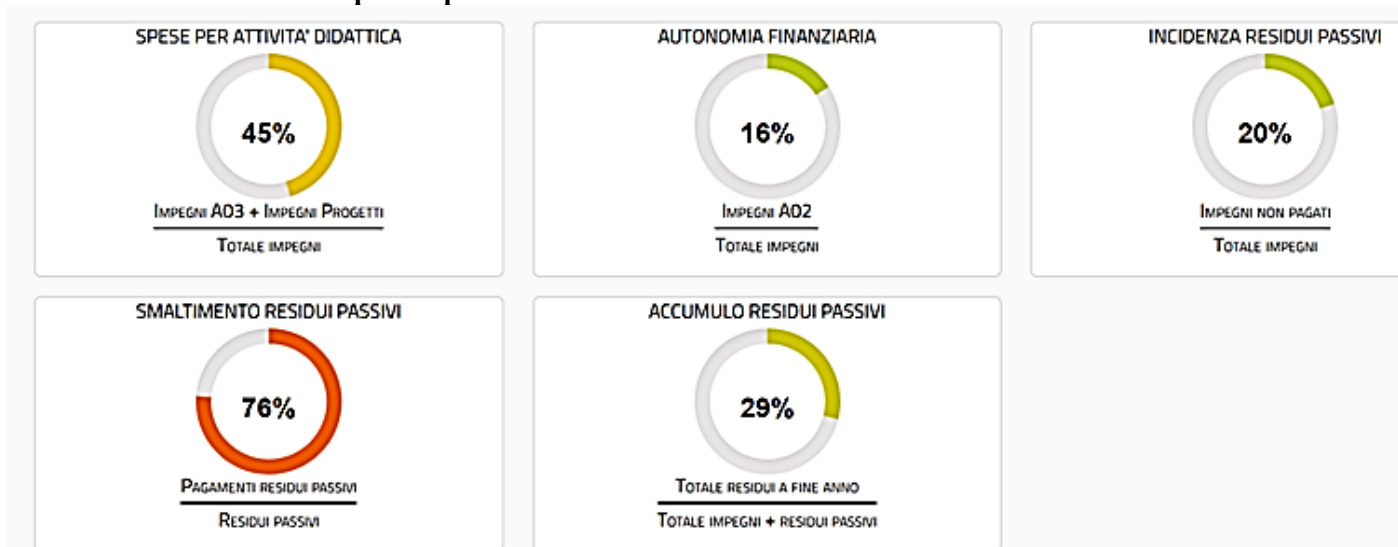 SPESE PER ATTIVITA' DIDATTICA
45%
IMPEGNI A03 + IMPEGNI PROGETTI
TOTALE IMPEGNI
AUTONOMIA FINANZIARIA
16%
IMPEGNI A02
TOTALE IMPEGNI
INCIDENZA RESIDUI PASSIVI
20%
IMPEGNI NON PAGATI
TOTALE IMPEGNI
SMALTIMENTO RESIDUI PASSIVI
76%
PAGAMENTI RESIDUI PASSIVI
RESIDUI PASSIVI
ACCUMULO RESIDUI PASSIVI
29%
TOTALE RESIDUI A FINE ANNO
TOTALE IMPEGNI + RESIDUI PASSIVI